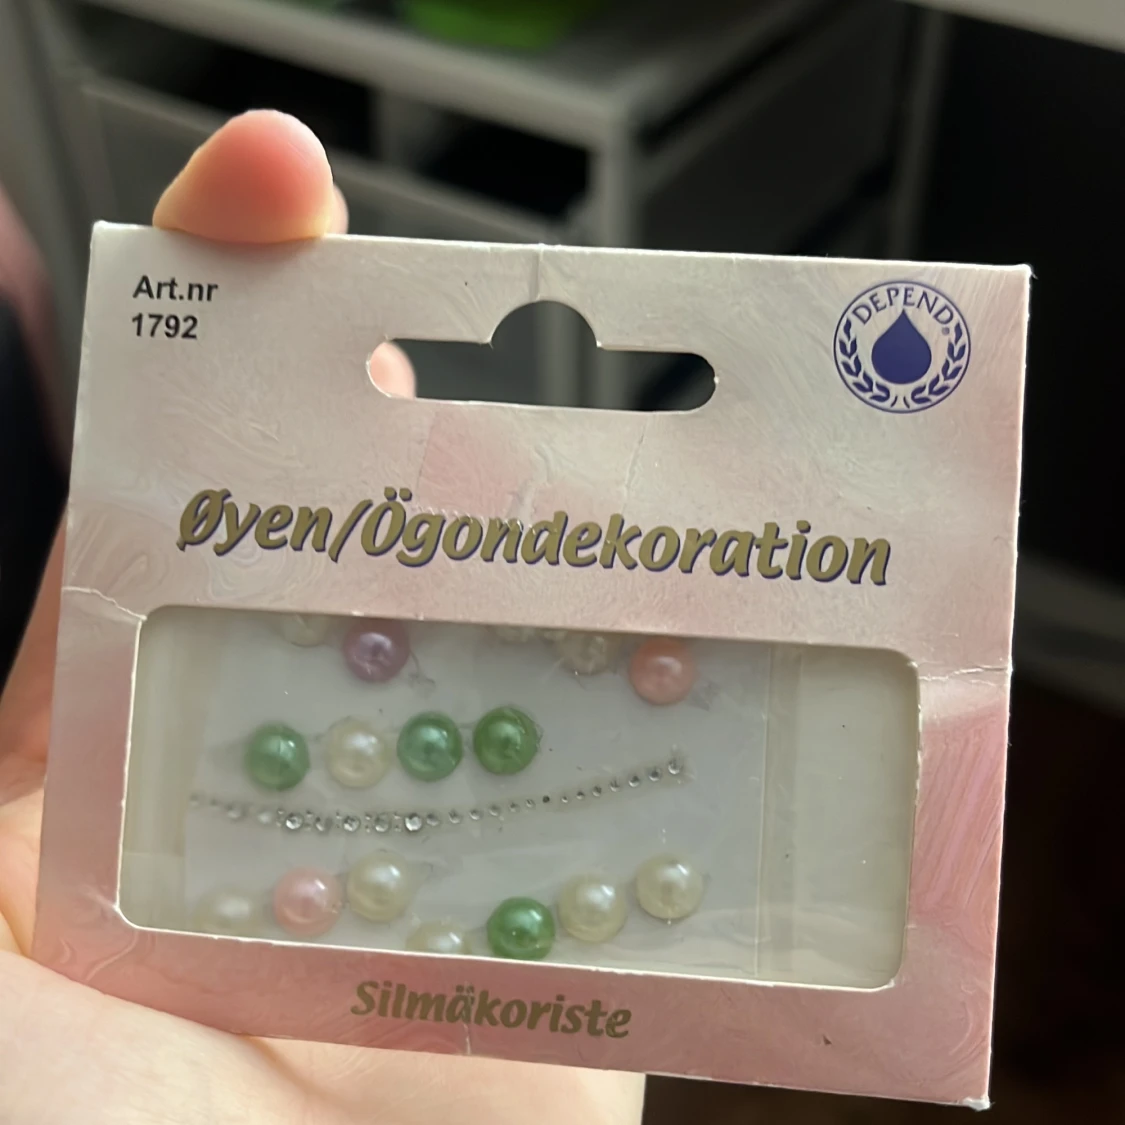 Art.nr
1792
DEPEND®
Øyen/Ögondekoration
Silmäkoriste